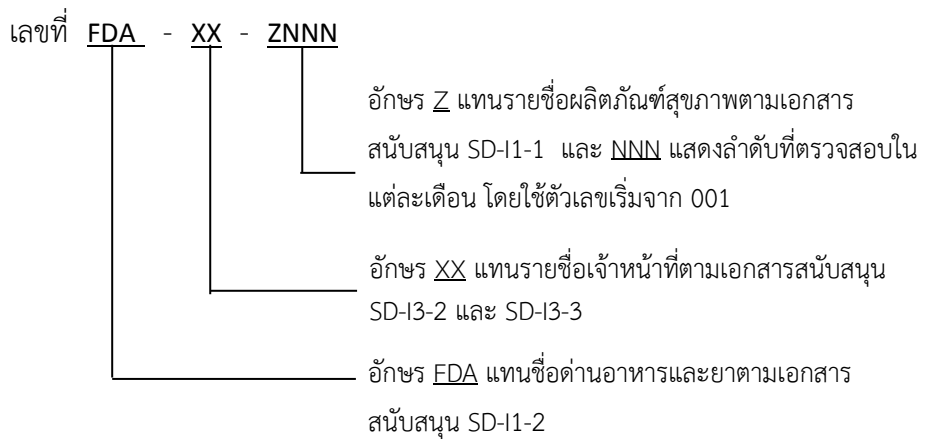 เลขที่ FDA - XX - ZNNN
อักษร Z แทนรายชื่อผลิตภัณฑ์สุขภาพตามเอกสาร
สนับสนุน SD-I1-1 และ NNN แสดงลำดับที่ตรวจสอบใน
แต่ละเดือน โดยใช้ตัวเลขเริ่มจาก 001
อักษร XX แทนรายชื่อเจ้าหน้าที่ตามเอกสารสนับสนุน
SD-I3-2 และ SD-I3-3
อักษร FDA แทนชื่อด่านอาหารและยาตามเอกสาร
สนับสนุน SD-I1-2